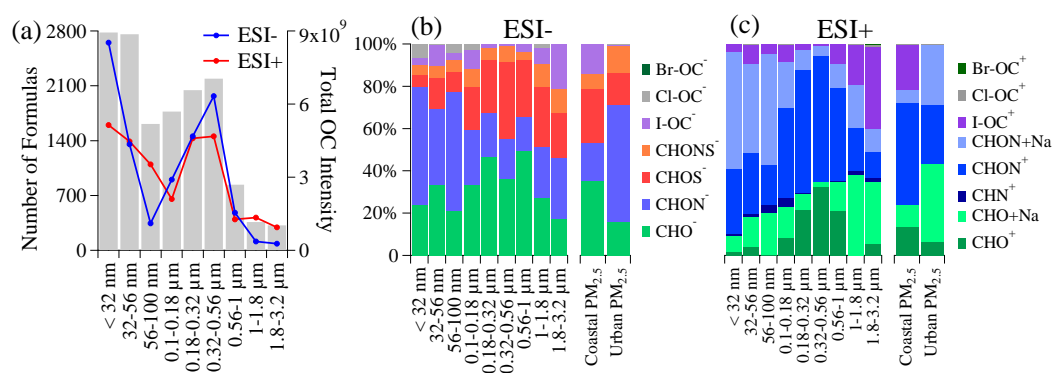 (a)
Number of Formulas
2800
2100
1400
700
0
ESI-
ESI+
9x10⁹
6
3
0
Total OC Intensity
< 32 nm
32-56 nm
56-100 nm
0.1-0.18 μm
0.18-0.32 μm
0.32-0.56 μm
0.56-1 μm
1-1.8 μm
1.8-3.2 μm
(b)
ESI-
100%
80%
60%
40%
20%
0
< 32 nm
32-56 nm
56-100 nm
0.1-0.18 μm
0.18-0.32 μm
0.32-0.56 μm
0.56-1 μm
1-1.8 μm
1.8-3.2 μm
Coastal PM₂.₅
Urban PM₂.₅
Br-OC⁻
Cl-OC⁻
I-OC⁻
CHONS⁻
CHOS⁻
CHON⁻
CHO⁻
(c)
ESI+
< 32 nm
32-56 nm
56-100 nm
0.1-0.18 μm
0.18-0.32 μm
0.32-0.56 μm
0.56-1 μm
1-1.8 μm
1.8-3.2 μm
Coastal PM₂.₅
Urban PM₂.₅
Br-OC⁺
Cl-OC⁺
I-OC⁺
CHON+Na
CHON⁺
CHN⁺
CHO+Na
CHO⁺